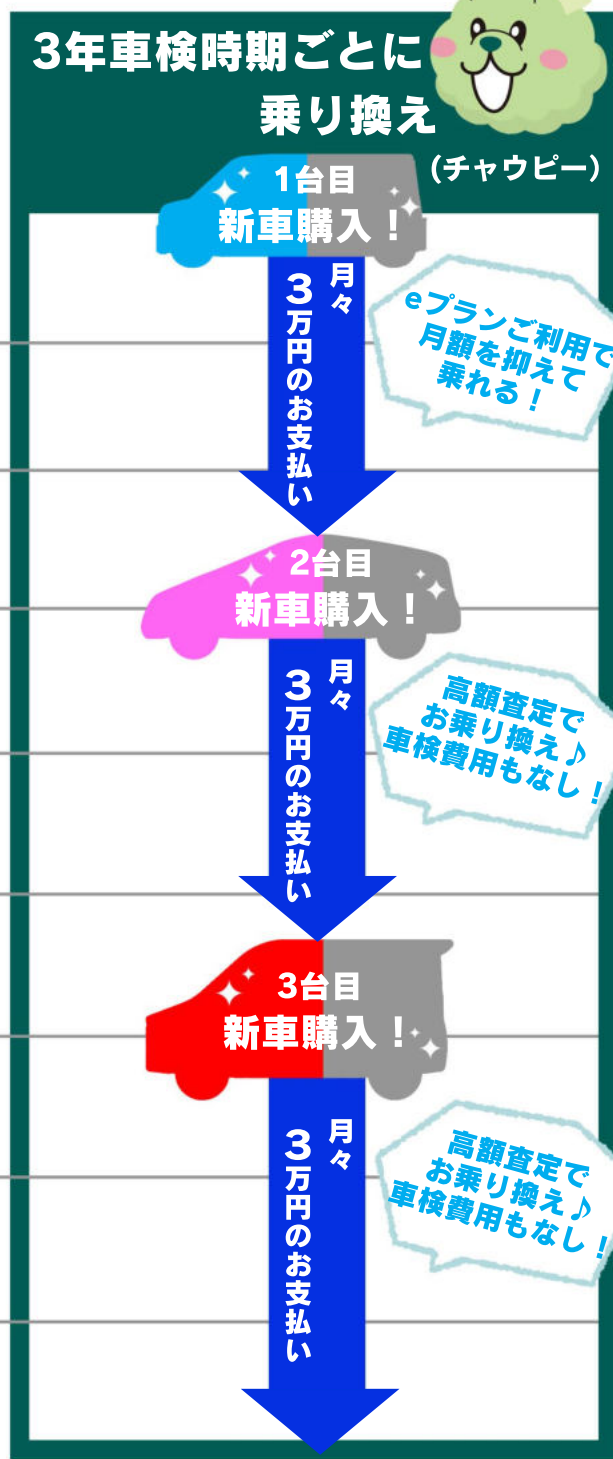 3年車検時期ごとに
乗り換え
(チャウピー)
1台目
新車購入！
月々
3万円のお支払い
eプランご利用で
月額を抑えて
乗れる！
2台目
新車購入！
月々
3万円のお支払い
高額査定で
お乗り換え♪
車検費用もなし！
3台目
新車購入！
月々
3万円のお支払い
高額査定で
お乗り換え♪
車検費用もなし！